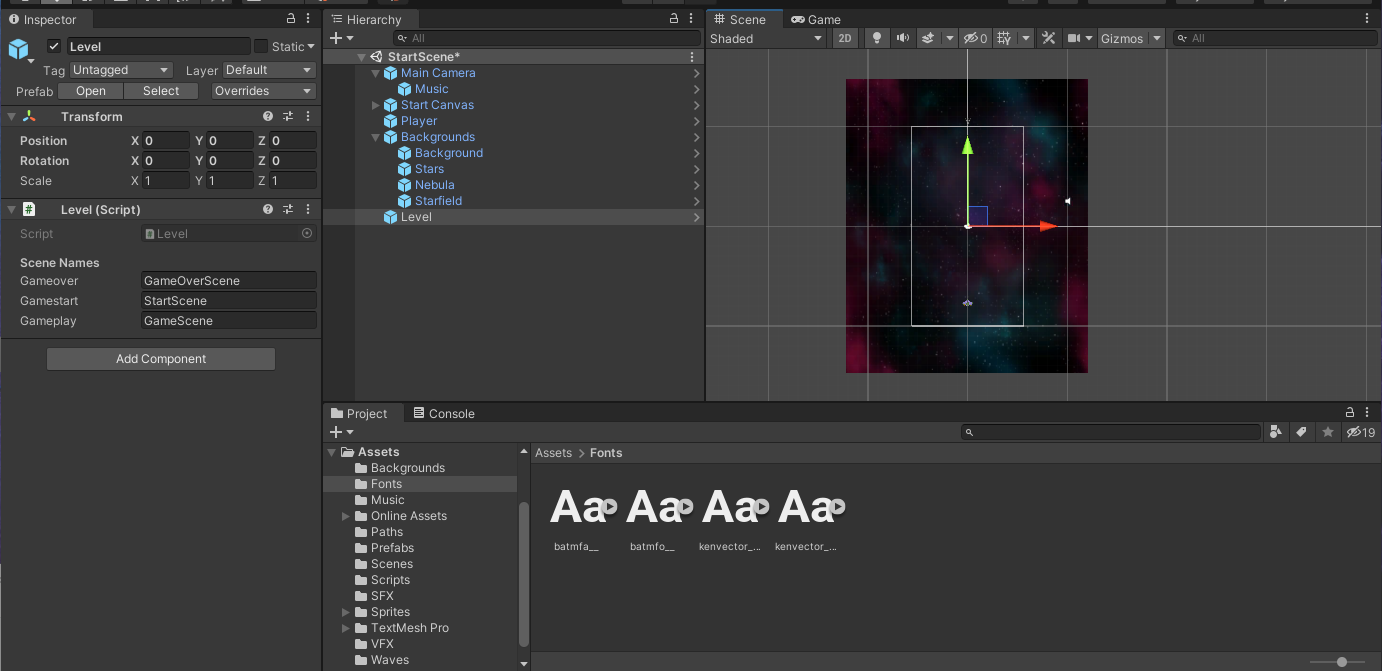 Inspector
Level
Static
Tag Untagged Layer Default
Prefab Open Select Overrides
Transform
Position X 0 Y 0 Z 0
Rotation X 0 Y 0 Z 0
Scale X 1 Y 1 Z 1
Level (Script)
Script Level
Scene Names
Gameover GameOverScene
Gamestart StartScene
Gameplay GameScene
Add Component
Hierarchy
All
StartScene*
Main Camera
Music
Start Canvas
Player
Backgrounds
Background
Stars
Nebula
Starfield
Level
Scene Game
Shaded 2D 0 Gizmos All
Project Console
19
Assets
Backgrounds
Fonts
Music
Online Assets
Paths
Prefabs
Scenes
Scripts
SFX
Sprites
TextMesh Pro
VFX
Waves
Assets > Fonts
Aa Aa Aa Aa
batmfa__ batmfo__ kenvector_... kenvector_...